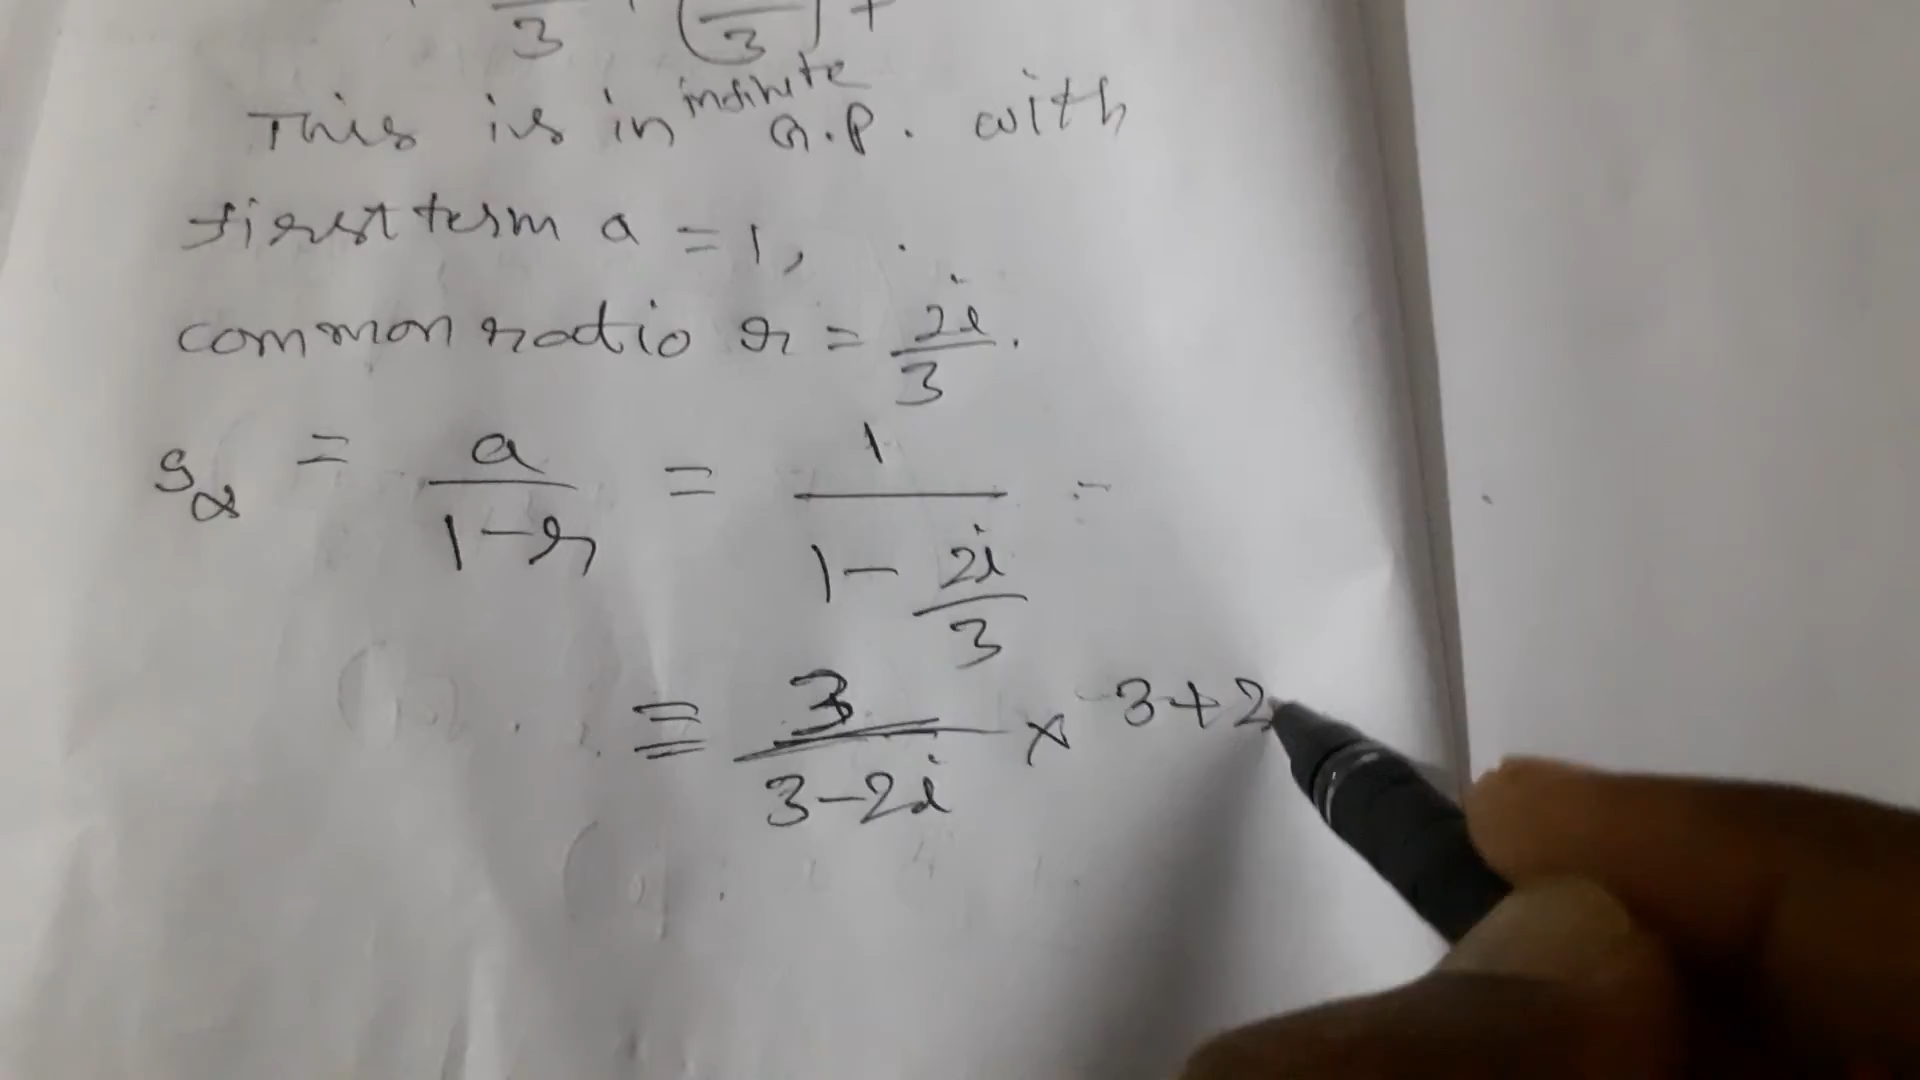 3 ( 3 ) +
This is in infinite G.P. with
first term a = 1,
common ratio r = 2i/3.
S∝ = a/1-r = 1/1 - 2i/3 =
= 3/3-2i × 3+2